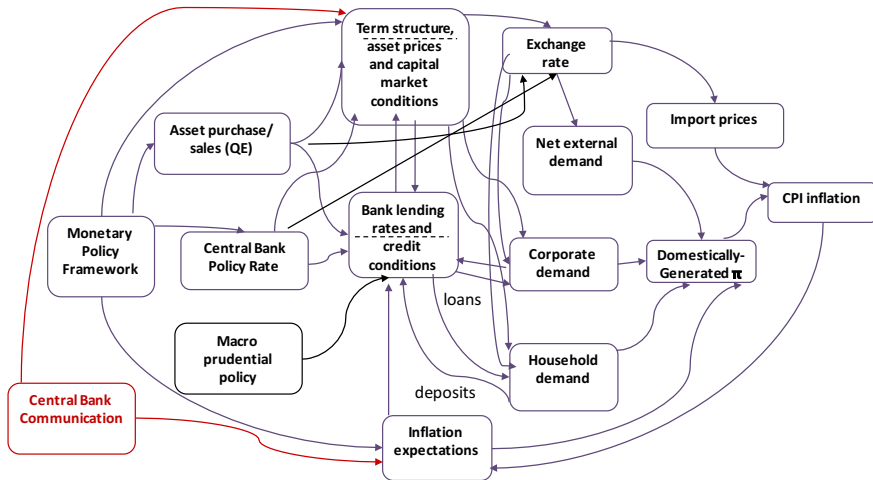 Term structure,
asset prices
and capital
market
conditions
Exchange
rate
Asset purchase/
sales (QE)
Import prices
Net external
demand
Monetary
Policy
Framework
Central Bank
Policy Rate
Bank lending
rates and
credit
conditions
Corporate
demand
Domestically-
Generated π
CPI inflation
loans
Macro
prudential
policy
Household
demand
deposits
Central Bank
Communication
Inflation
expectations